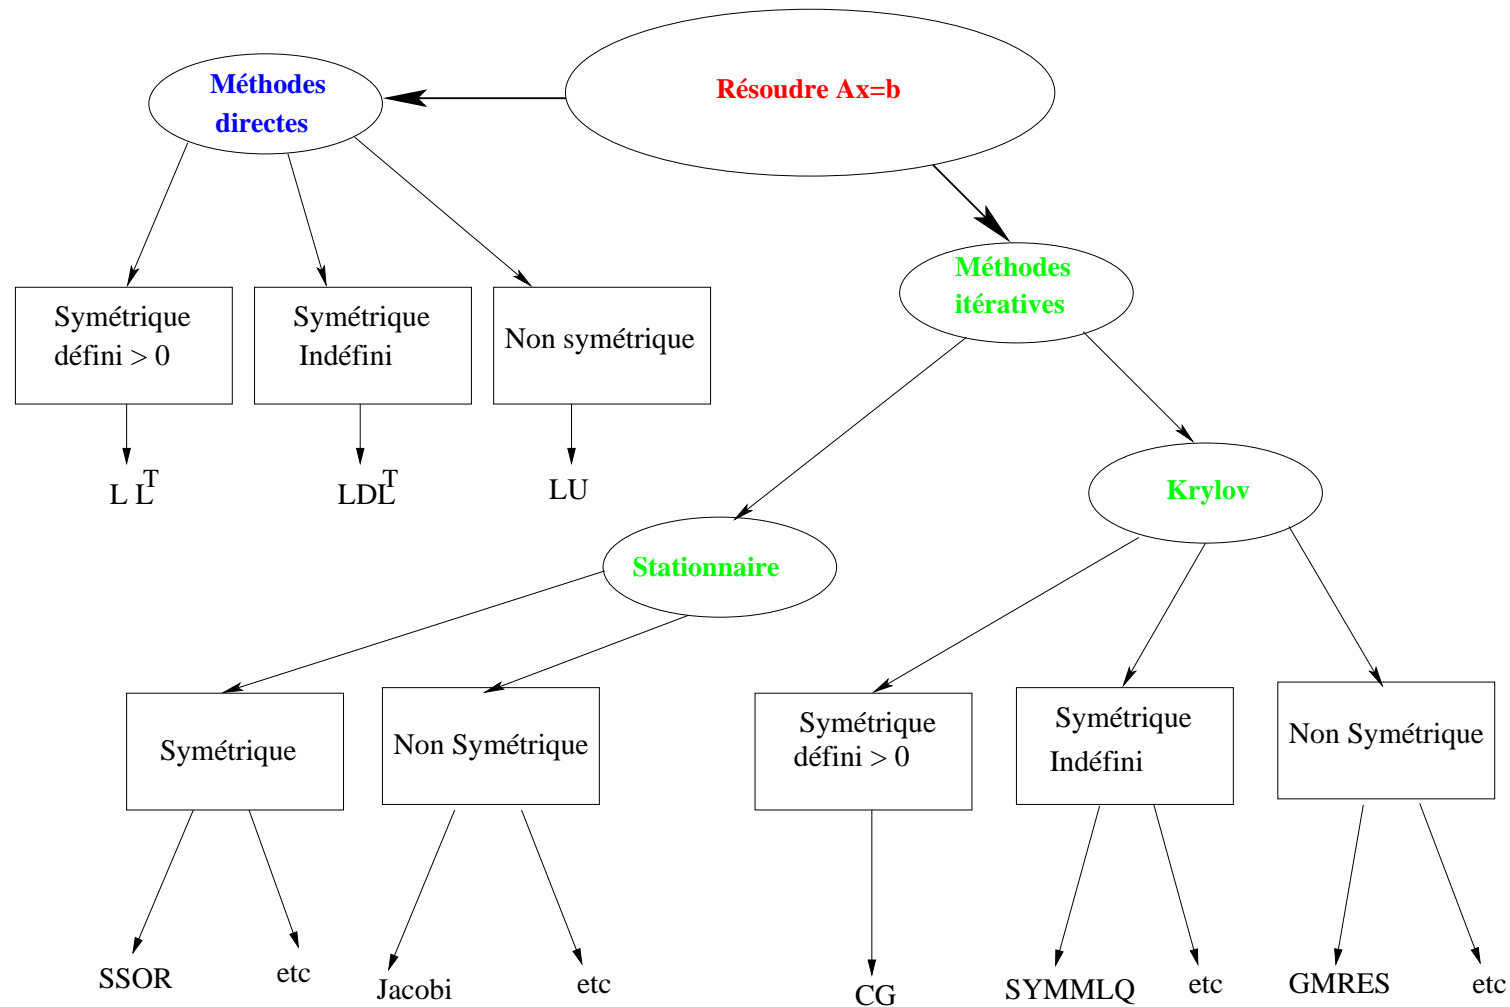 Résoudre Ax=b
Méthodes
directes
Méthodes
itératives
Symétrique
défini > 0
Symétrique
Indéfini
Non symétrique
L L^T
LDL^T
LU
Krylov
Stationnaire
Symétrique
Non Symétrique
Symétrique
défini > 0
Symétrique
Indéfini
Non Symétrique
SSOR
etc
Jacobi
etc
CG
SYMMLQ
etc
GMRES
etc